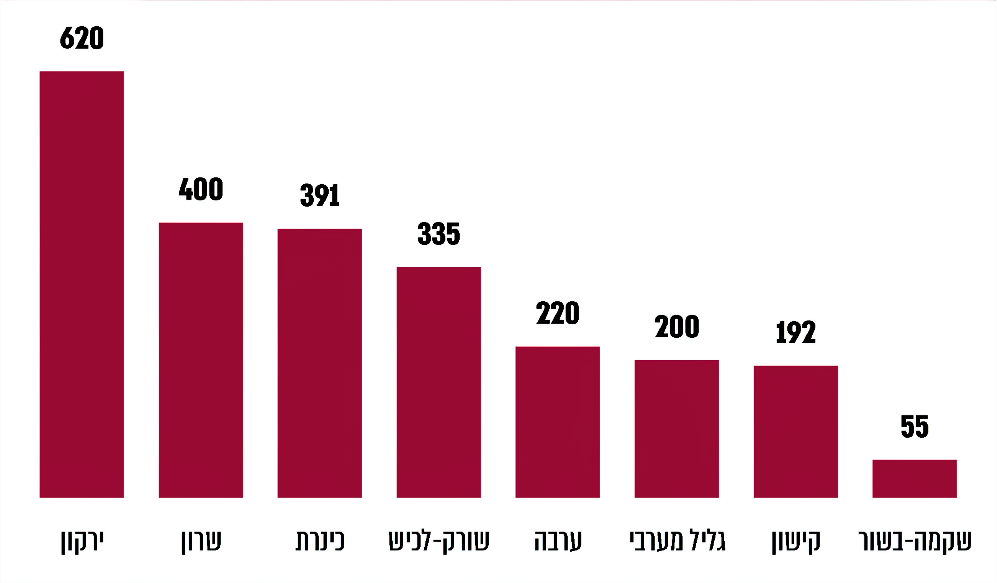 620
400
391
335
220
200
192
55
ירקון
שרון
כינרת
שורק-לכיש
ערבה
גליל מערבי
קישון
שקמה-בשור